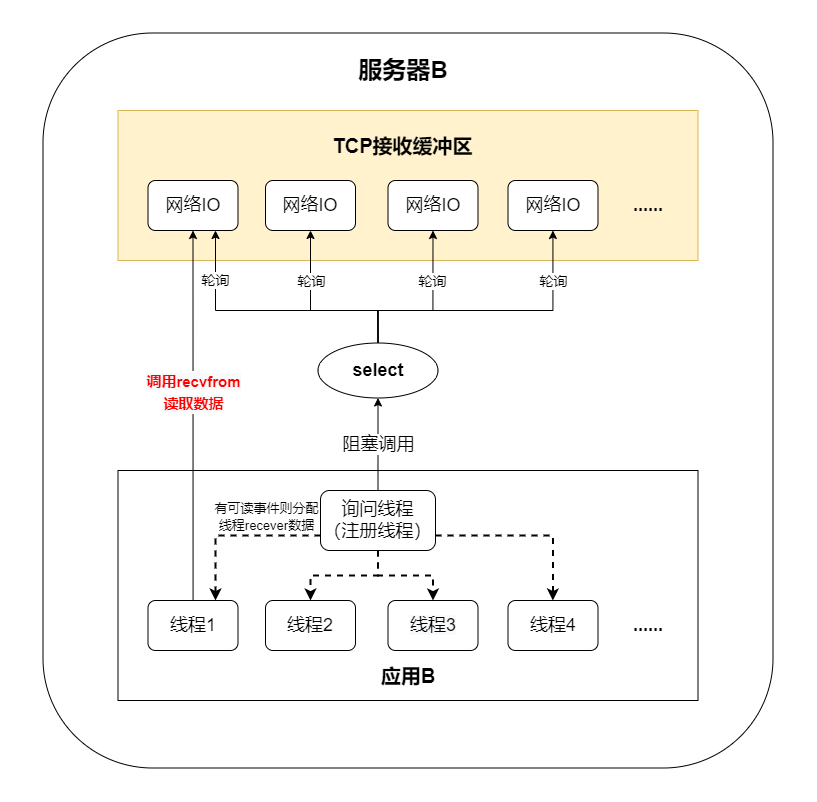 服务器B
TCP接收缓冲区
网络IO
网络IO
网络IO
网络IO
......
轮询
轮询
轮询
轮询
select
调用recvfrom
读取数据
阻塞调用
有可读事件则分配
线程recever数据
询问线程
（注册线程）
线程1
线程2
线程3
线程4
......
应用B